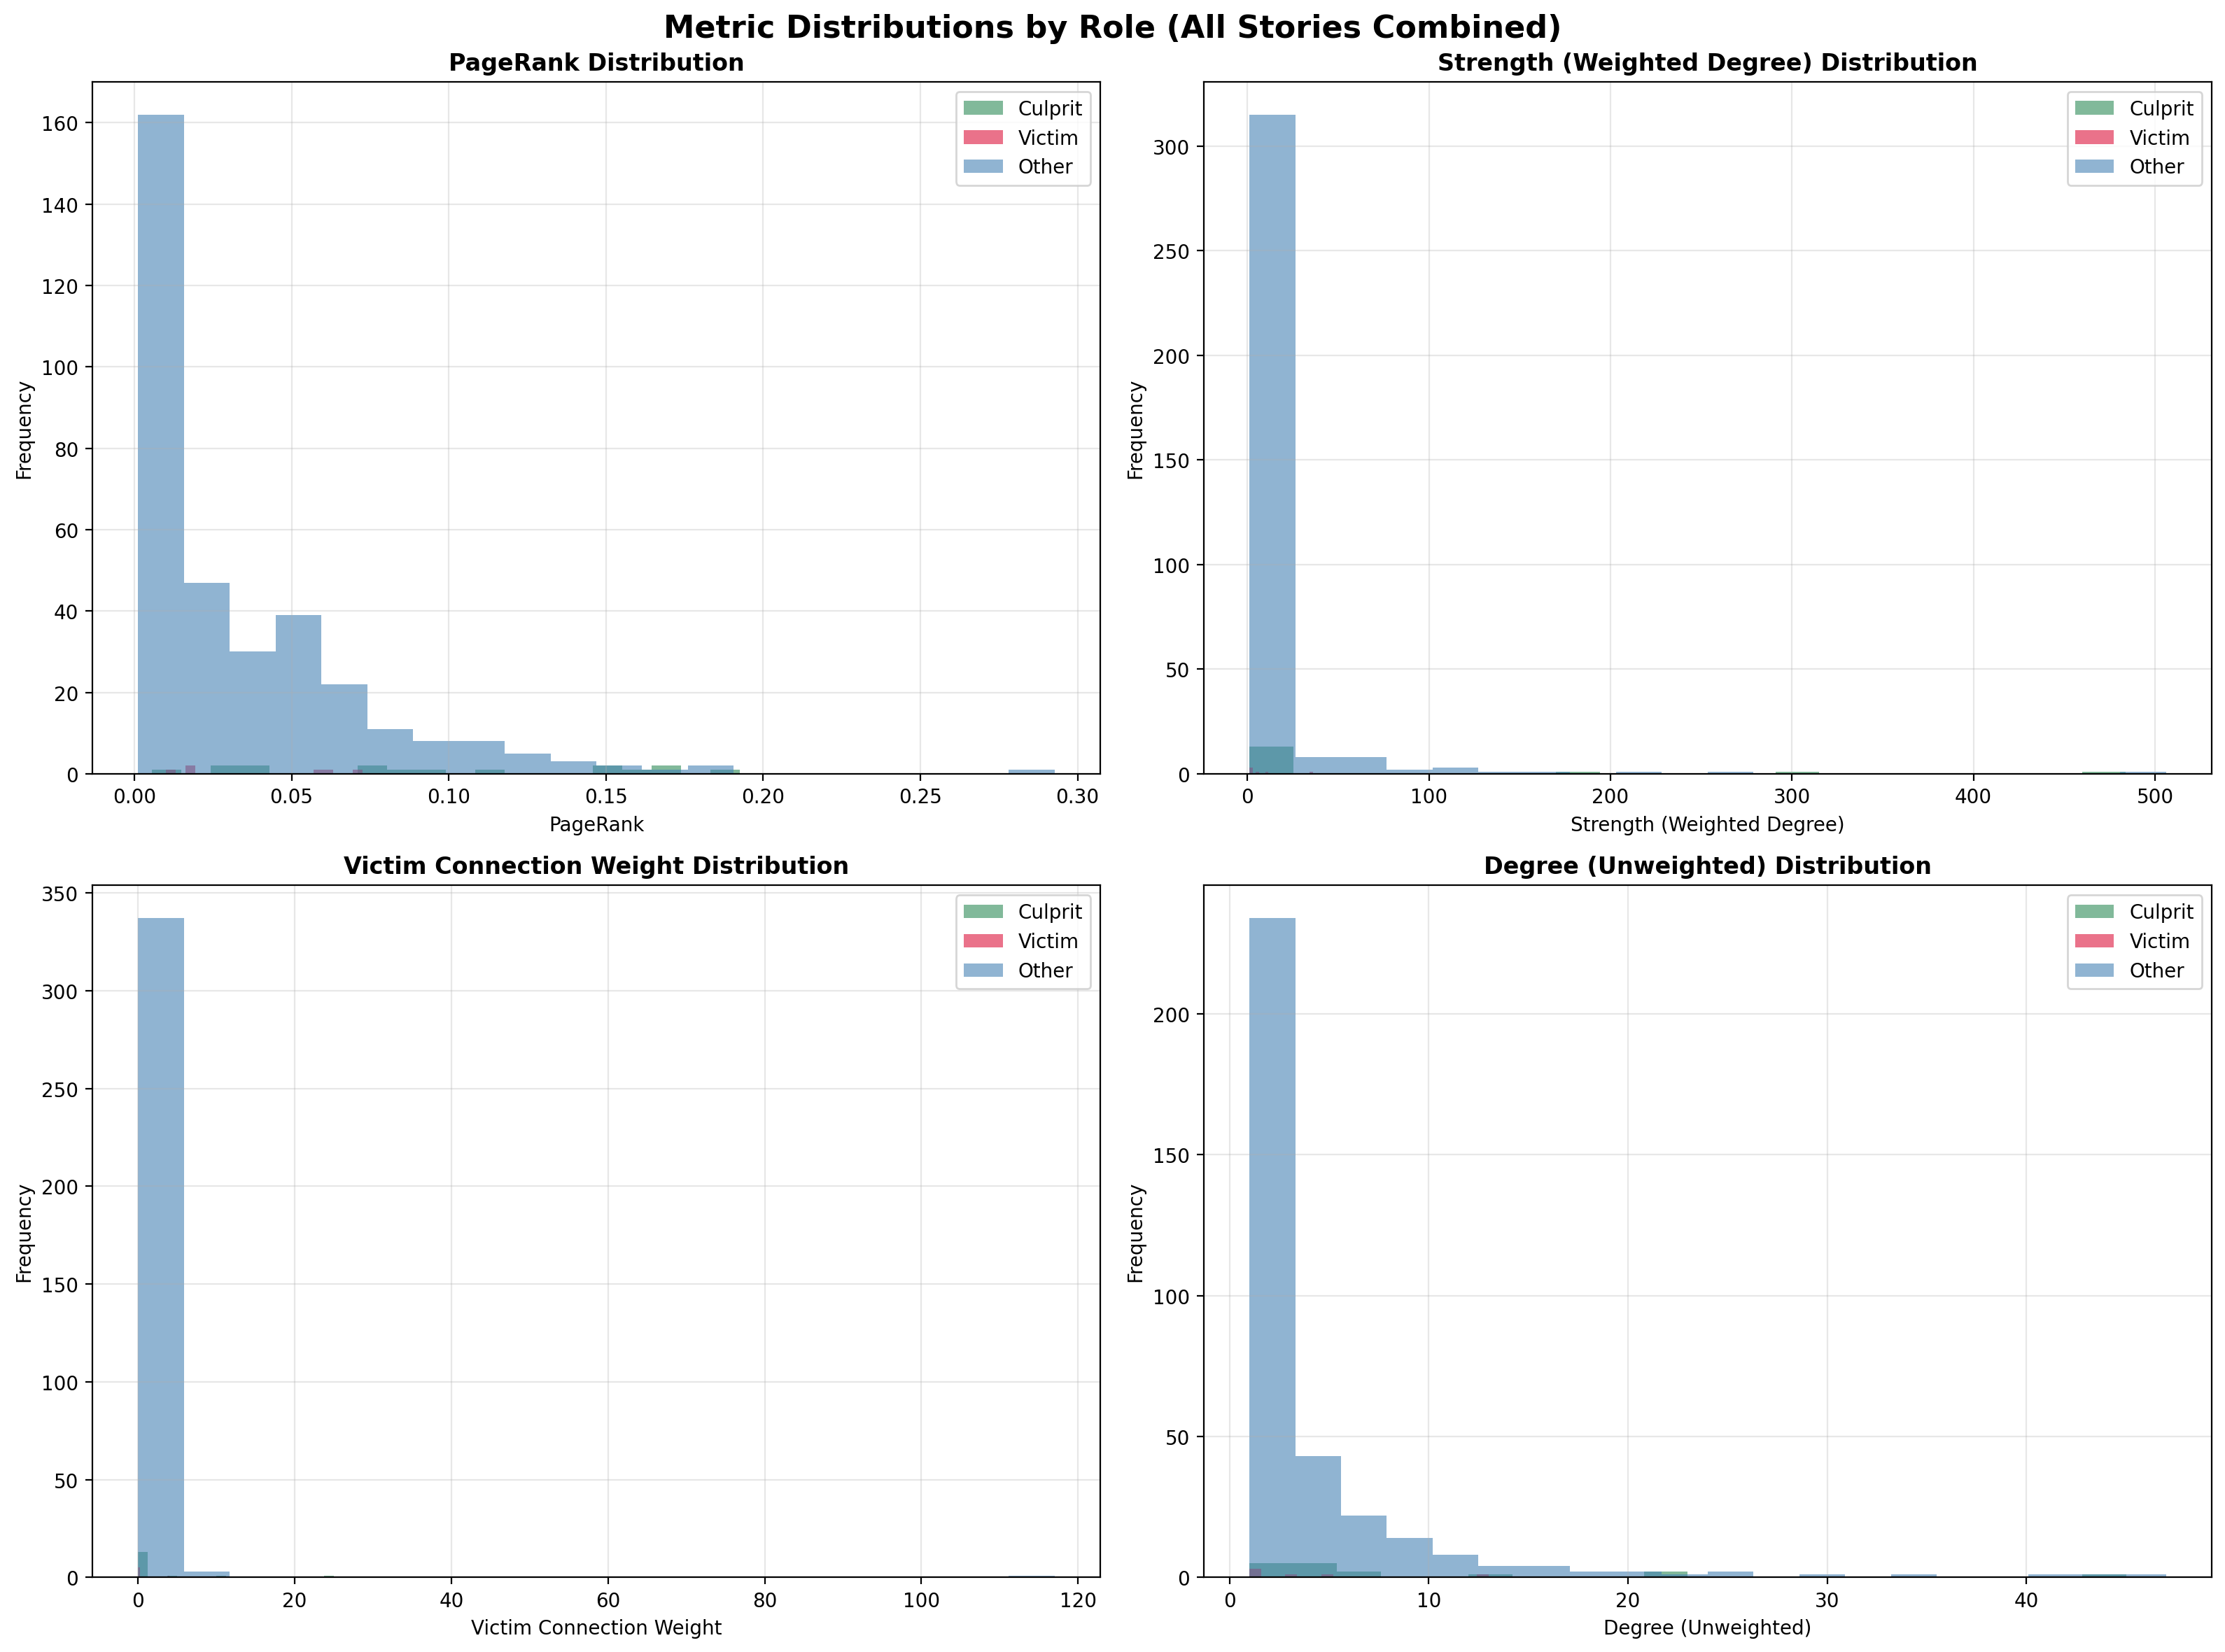 Metric Distributions by Role (All Stories Combined)
PageRank Distribution
Frequency
160
140
120
100
80
60
40
20
0
0.00 0.05 0.10 0.15 0.20 0.25 0.30
PageRank
Culprit
Victim
Other
Strength (Weighted Degree) Distribution
Frequency
300
250
200
150
100
50
0
0 100 200 300 400 500
Strength (Weighted Degree)
Culprit
Victim
Other
Victim Connection Weight Distribution
Frequency
350
300
250
200
150
100
50
0
0 20 40 60 80 100 120
Victim Connection Weight
Culprit
Victim
Other
Degree (Unweighted) Distribution
Frequency
200
150
100
50
0
0 10 20 30 40
Degree (Unweighted)
Culprit
Victim
Other